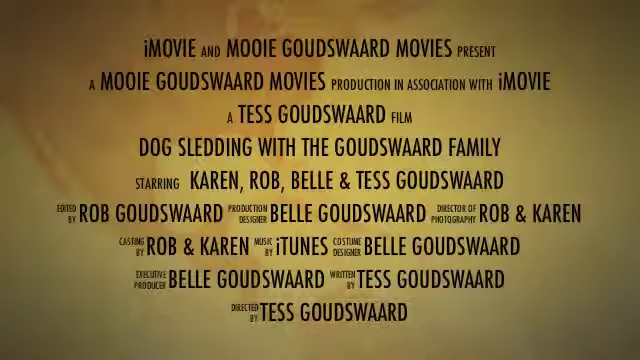 iMOVIE AND MOOIE GOUDSWAARD MOVIES PRESENT
A MOOIE GOUDSWAARD MOVIES PRODUCTION IN ASSOCIATION WITH iMOVIE
A TESS GOUDSWAARD FILM
DOG SLEDDING WITH THE GOUDSWAARD FAMILY
STARRING KAREN, ROB, BELLE & TESS GOUDSWAARD
EDITED BY ROB GOUDSWAARD PRODUCTION DESIGNER BELLE GOUDSWAARD DIRECTOR OF PHOTOGRAPHY ROB & KAREN
CASTING BY ROB & KAREN MUSIC BY iTUNES COSTUME DESIGNER BELLE GOUDSWAARD
EXECUTIVE PRODUCER BELLE GOUDSWAARD WRITTEN BY TESS GOUDSWAARD
DIRECTED BY TESS GOUDSWAARD